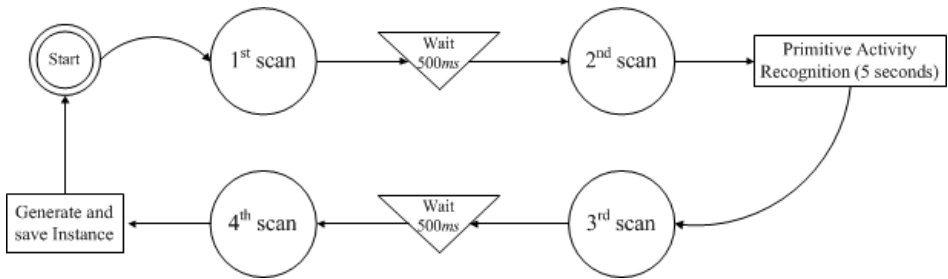 Start
1st scan
Wait
500ms
2nd scan
Primitive Activity
Recognition (5 seconds)
3rd scan
Wait
500ms
4th scan
Generate and
save Instance